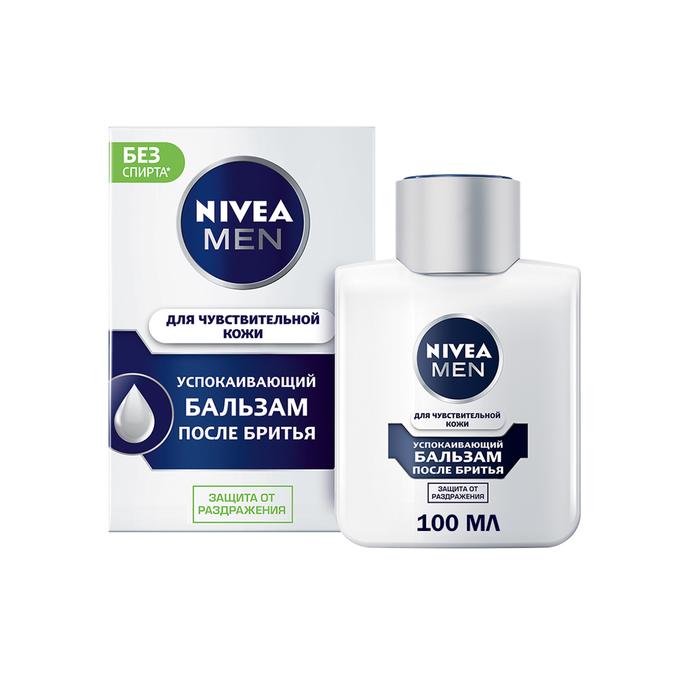 БЕЗ
СПИРТА*
NIVEA
MEN
ДЛЯ ЧУВСТВИТЕЛЬНОЙ
КОЖИ
УСПОКАИВАЮЩИЙ
БАЛЬЗАМ
ПОСЛЕ БРИТЬЯ
ЗАЩИТА ОТ
РАЗДРАЖЕНИЯ
NIVEA
MEN
ДЛЯ ЧУВСТВИТЕЛЬНОЙ
КОЖИ
УСПОКАИВАЮЩИЙ
БАЛЬЗАМ
ПОСЛЕ БРИТЬЯ
ЗАЩИТА ОТ
РАЗДРАЖЕНИЯ
100 МЛ